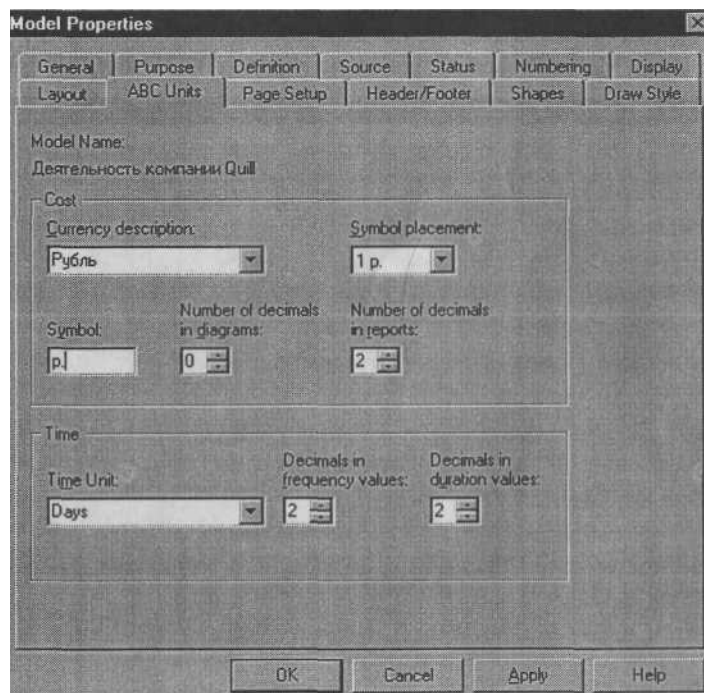 Model Properties
General Purpose Definition Source Status Numbering Display
Layout ABC Units Page Setup Header/Footer Shapes Draw Style
Model Name:
Деятельность компании Quill
Cost
Currency description: Symbol placement:
Рубль 1 р.
Symbol: Number of decimals in diagrams: Number of decimals in reports:
р. 0 2
Time
Time Unit: Decimals in frequency values: Decimals in duration values:
Days 2 2
OK Cancel Apply Help